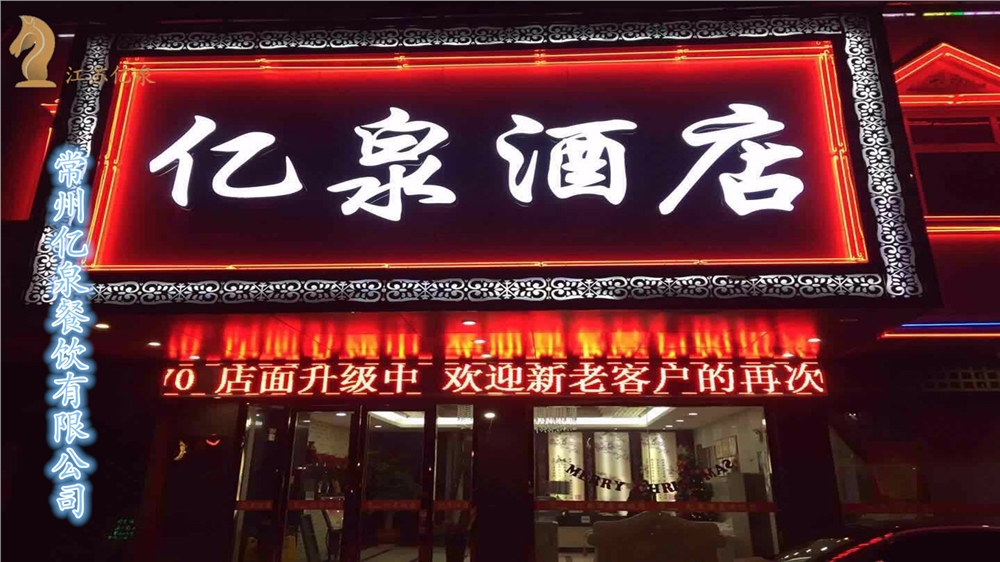 江苏亿泉
亿泉酒店
常州亿泉餐饮有限公司
70 店面升级中 欢迎新老客户的再次
MERRY CHRISTMAS